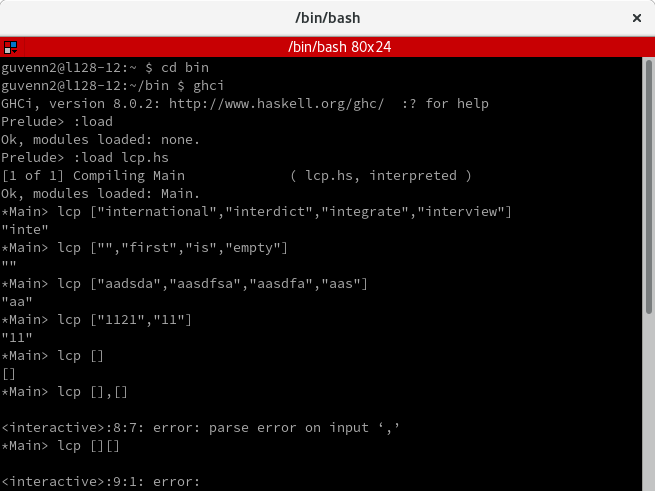 /bin/bash
/bin/bash 80x24
guvenn2@l128-12:~ $ cd bin
guvenn2@l128-12:~/bin $ ghci
GHCi, version 8.0.2: http://www.haskell.org/ghc/  :? for help
Prelude> :load
Ok, modules loaded: none.
Prelude> :load lcp.hs
[1 of 1] Compiling Main             ( lcp.hs, interpreted )
Ok, modules loaded: Main.
*Main> lcp ["international","interdict","integrate","interview"]
"inte"
*Main> lcp ["","first","is","empty"]
""
*Main> lcp ["aadsda","aasdfsa","aasdfa","aas"]
"aa"
*Main> lcp ["1121","11"]
"11"
*Main> lcp []
[]
*Main> lcp [],[]
<interactive>:8:7: error: parse error on input ‘,’
*Main> lcp [][]
<interactive>:9:1: error: